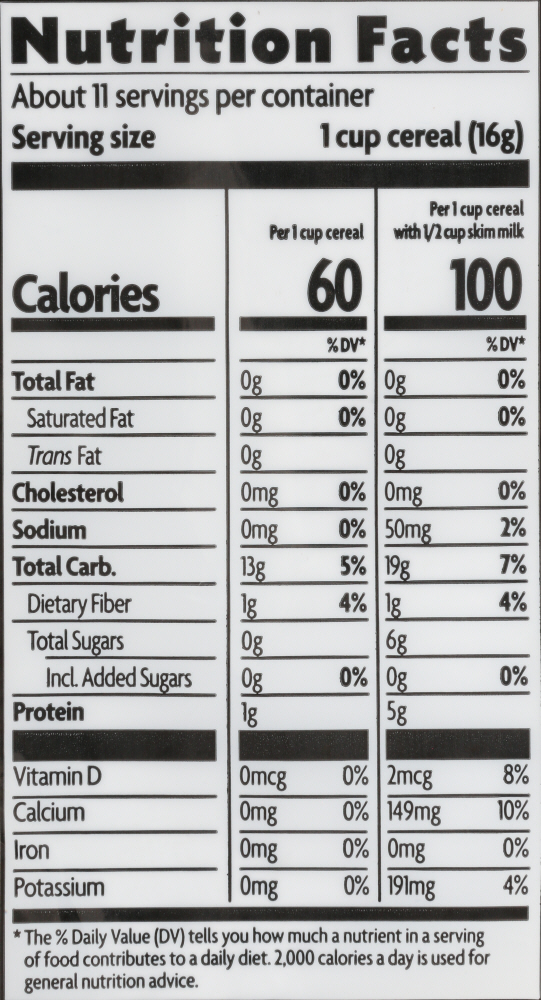 Nutrition Facts
About 11 servings per container
Serving size 1 cup cereal (16g)
Per 1 cup cereal
Per 1 cup cereal
with 1/2 cup skim milk
Calories 60 100
%DV* %DV*
Total Fat 0g 0% 0g 0%
Saturated Fat 0g 0% 0g 0%
Trans Fat 0g 0g
Cholesterol 0mg 0% 0mg 0%
Sodium 0mg 0% 50mg 2%
Total Carb. 13g 5% 19g 7%
Dietary Fiber 1g 4% 1g 4%
Total Sugars 0g 6g
Incl. Added Sugars 0g 0% 0g 0%
Protein 1g 5g
Vitamin D 0mcg 0% 2mcg 8%
Calcium 0mg 0% 149mg 10%
Iron 0mg 0% 0mg 0%
Potassium 0mg 0% 191mg 4%
* The % Daily Value (DV) tells you how much a nutrient in a serving
of food contributes to a daily diet. 2,000 calories a day is used for
general nutrition advice.